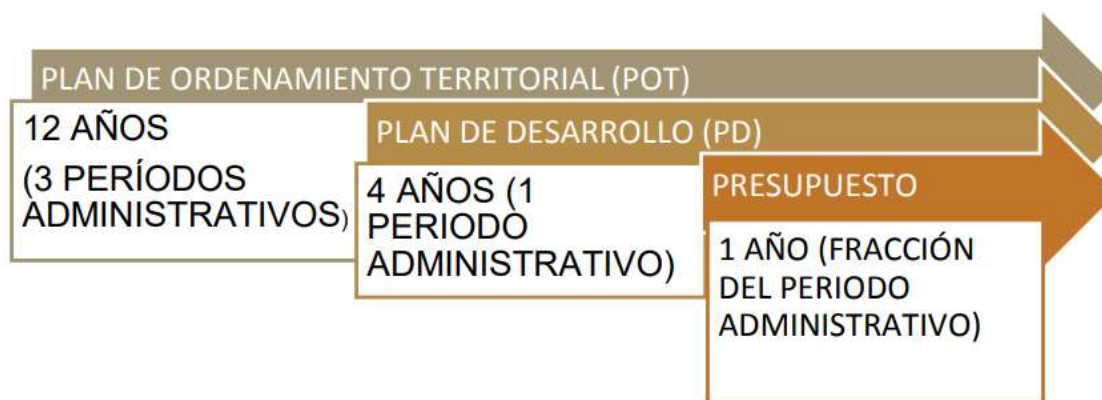 PLAN DE ORDENAMIENTO TERRITORIAL (POT)
12 AÑOS
(3 PERÍODOS
ADMINISTRATIVOS)
PLAN DE DESARROLLO (PD)
4 AÑOS (1
PERIODO
ADMINISTRATIVO)
PRESUPUESTO
1 AÑO (FRACCIÓN
DEL PERIODO
ADMINISTRATIVO)